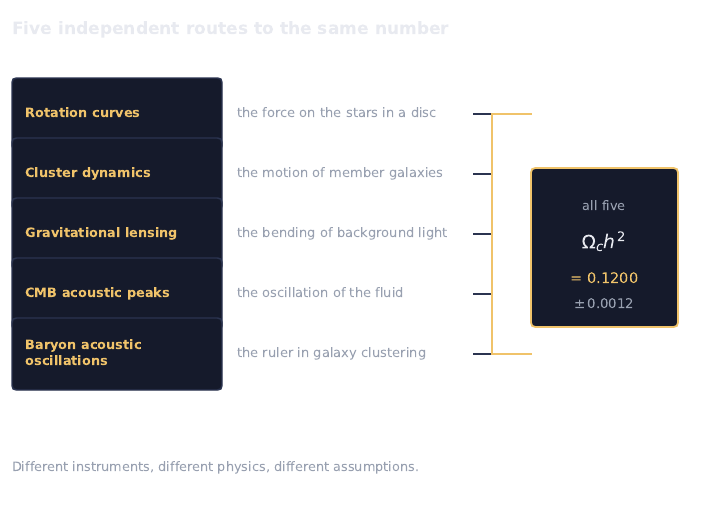 Five independent routes to the same number
Rotation curves
the force on the stars in a disc
Cluster dynamics
the motion of member galaxies
Gravitational lensing
the bending of background light
CMB acoustic peaks
the oscillation of the fluid
Baryon acoustic
oscillations
the ruler in galaxy clustering
all five
Ω_c h²
= 0.1200
±0.0012
Different instruments, different physics, different assumptions.